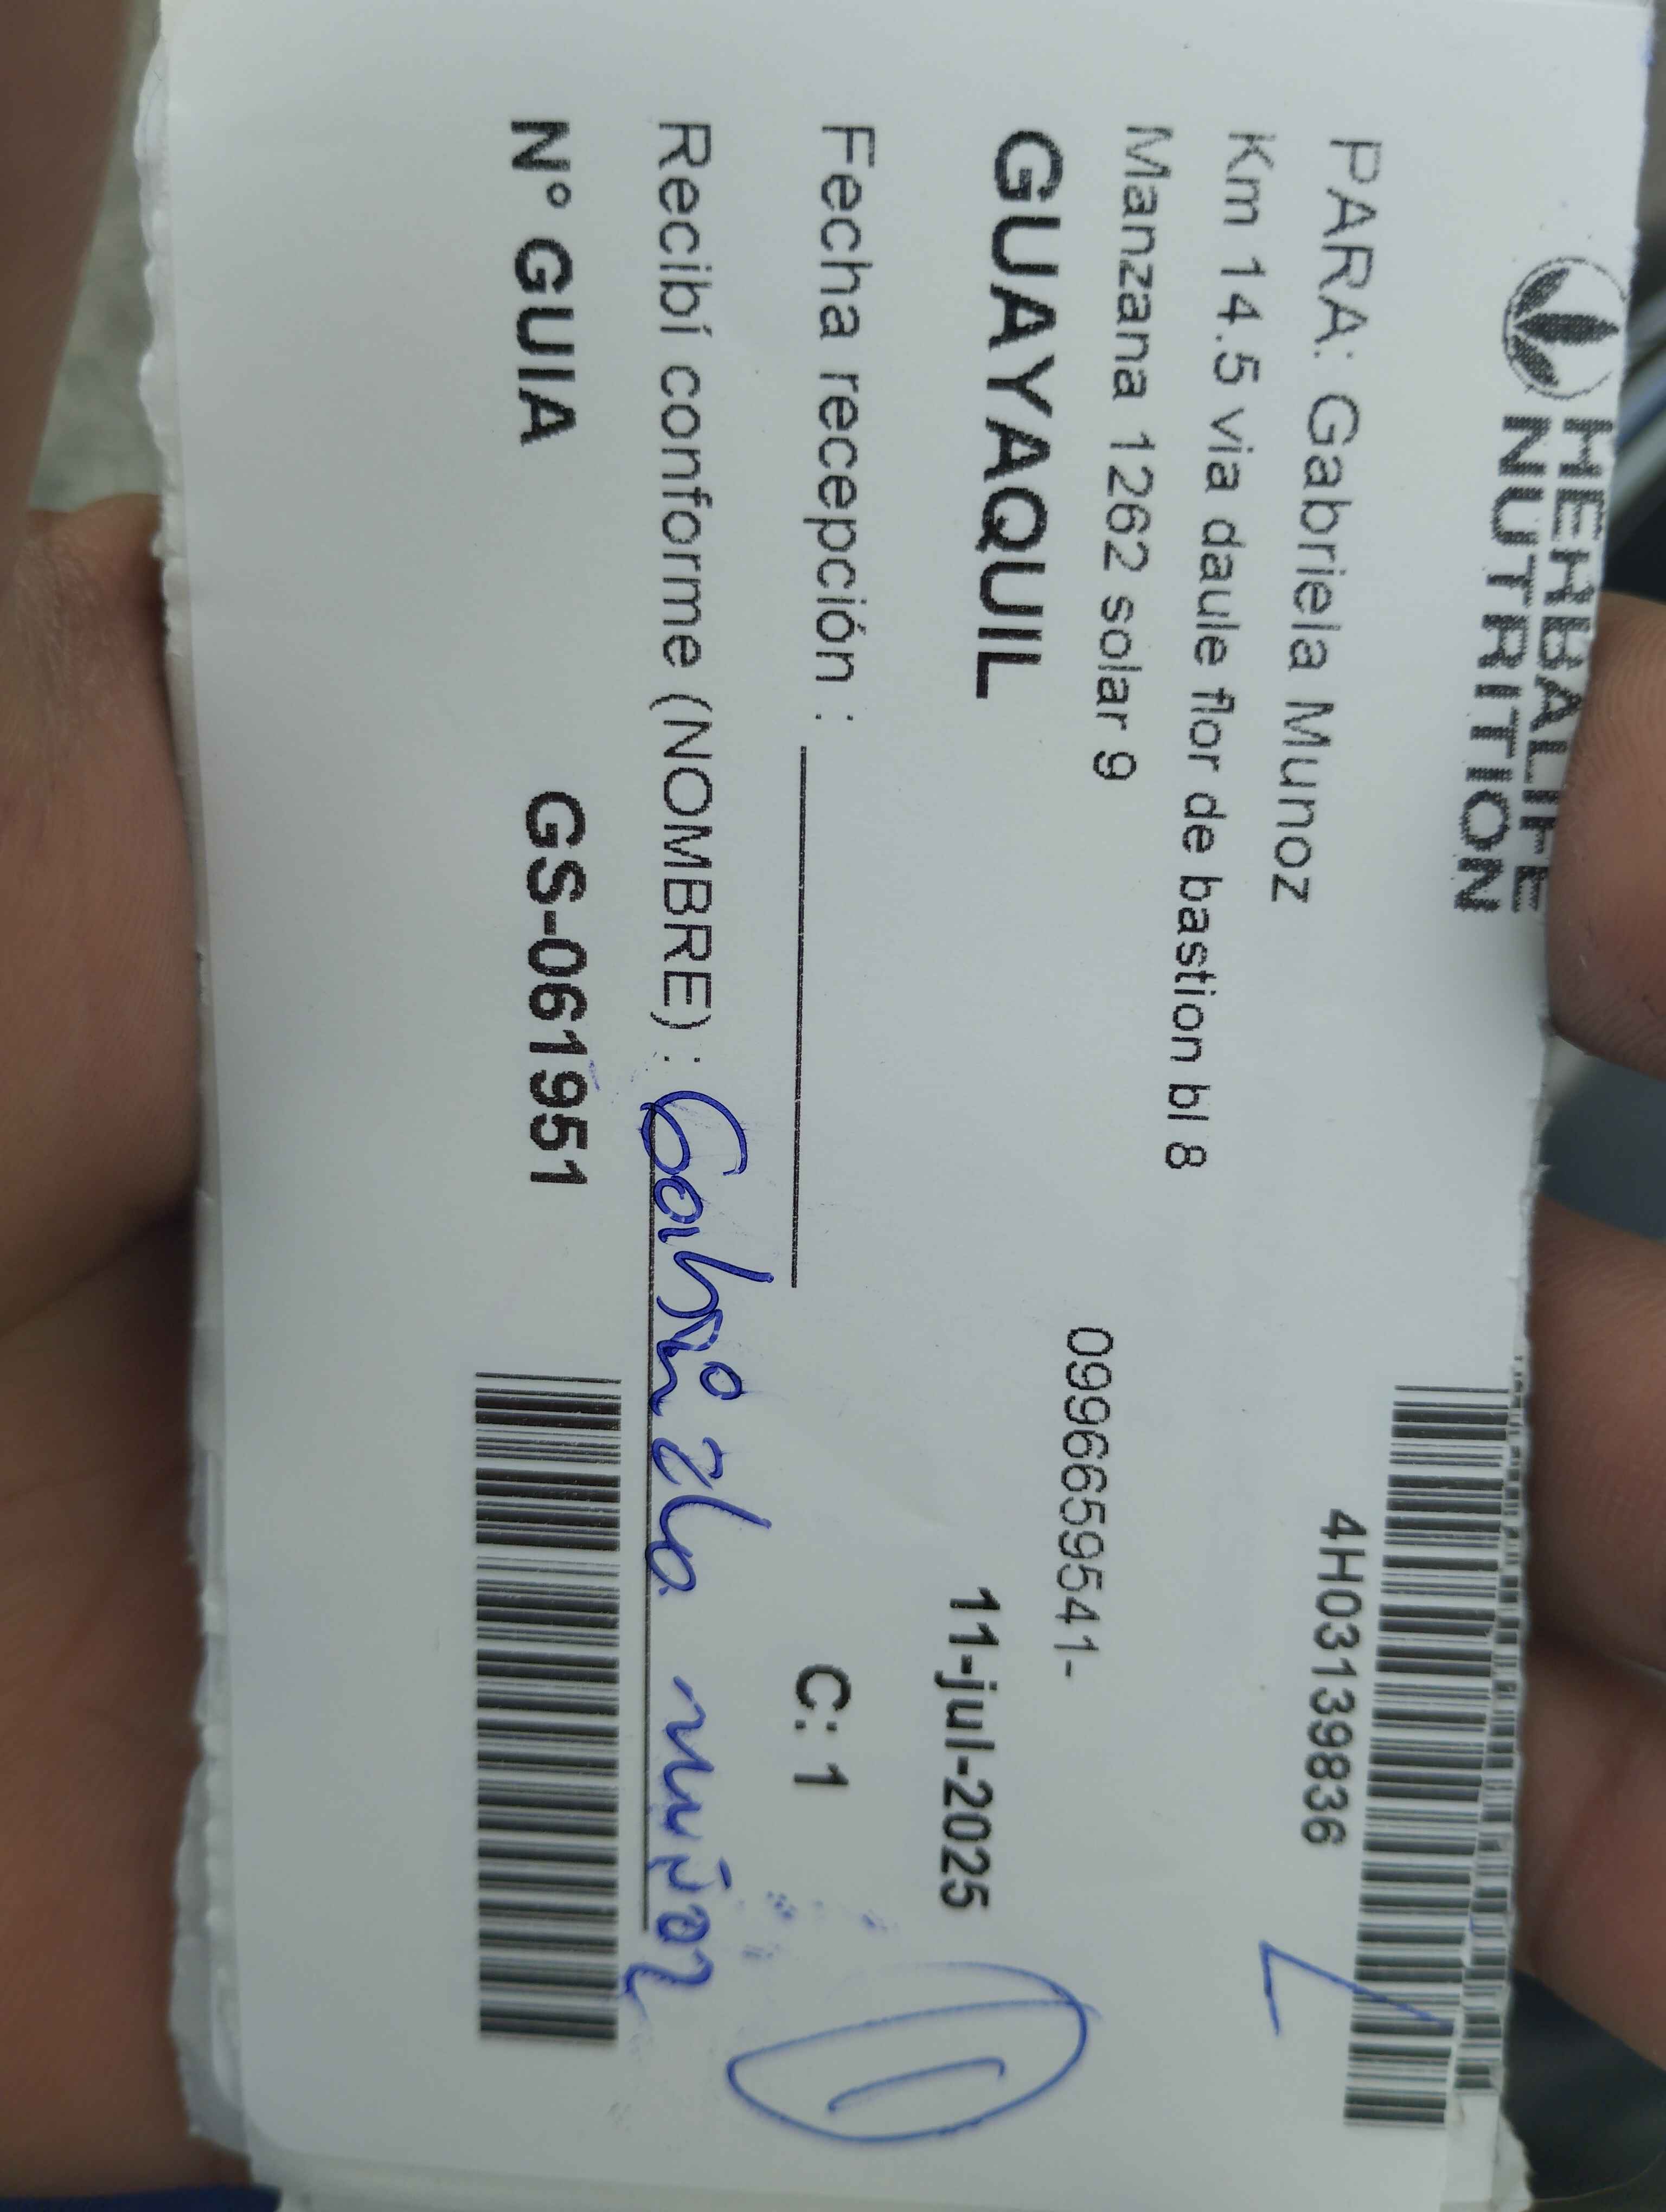 HERBALIFE
NUTRITION
4H03139836
PARA: Gabriela Munoz
Km 14.5 via daule flor de bastion bl 8
Manzana 1262 solar 9
0996659541-
GUAYAQUIL
11-jul-2025
Fecha recepción :
C: 1
Recibí conforme (NOMBRE) : Gabriela muñoz
N° GUIA GS-061951